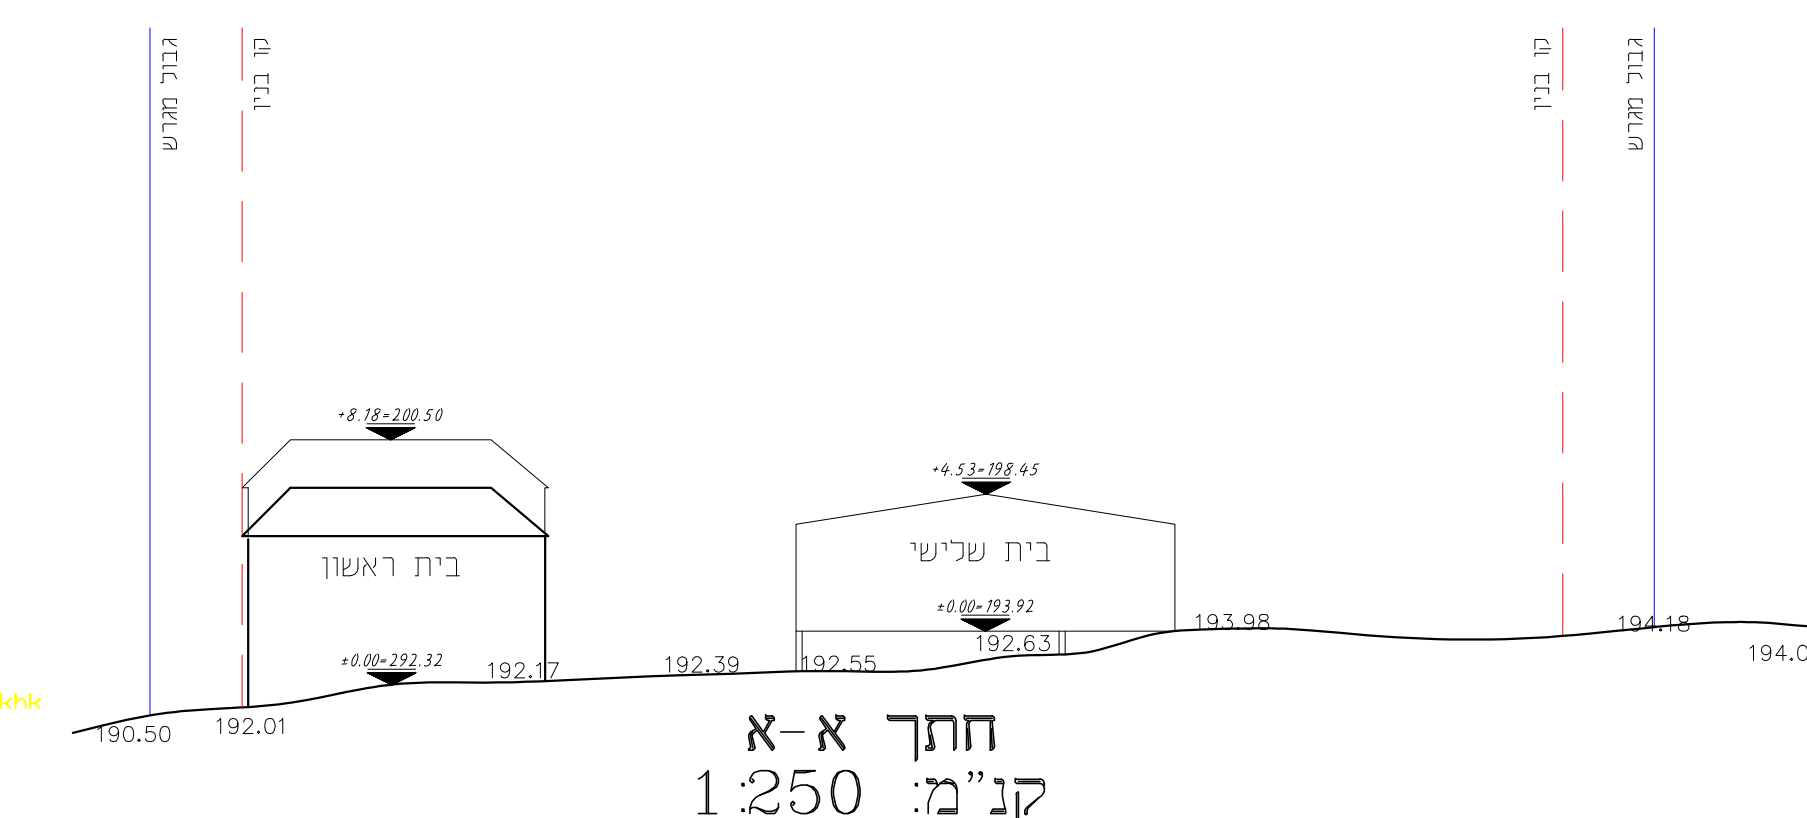 גבול מגרש
קו בנין
קו בנין
גבול מגרש
+8.18=200.50
+4.53=198.45
בית ראשון
בית שלישי
±0.00=193.92
±0.00=292.32
193.98
194.18
192.63
192.17
192.39
192.55
194.0
khk
190.50
192.01
חתך א-א
קנ"מ: 1:250